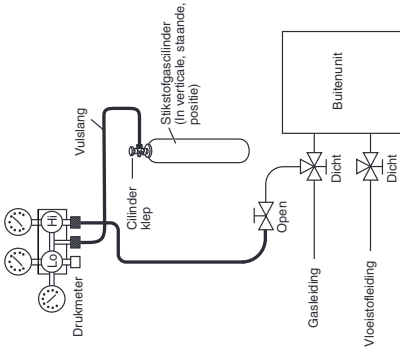 Hi
Lo
Drukmeter
Vulslang
Cilinder
klep
Stikstofgascilinder
(In verticale, staande,
positie)
Open
Buitenunit
Dicht
Dicht
Gasleiding
Vloeistofleiding